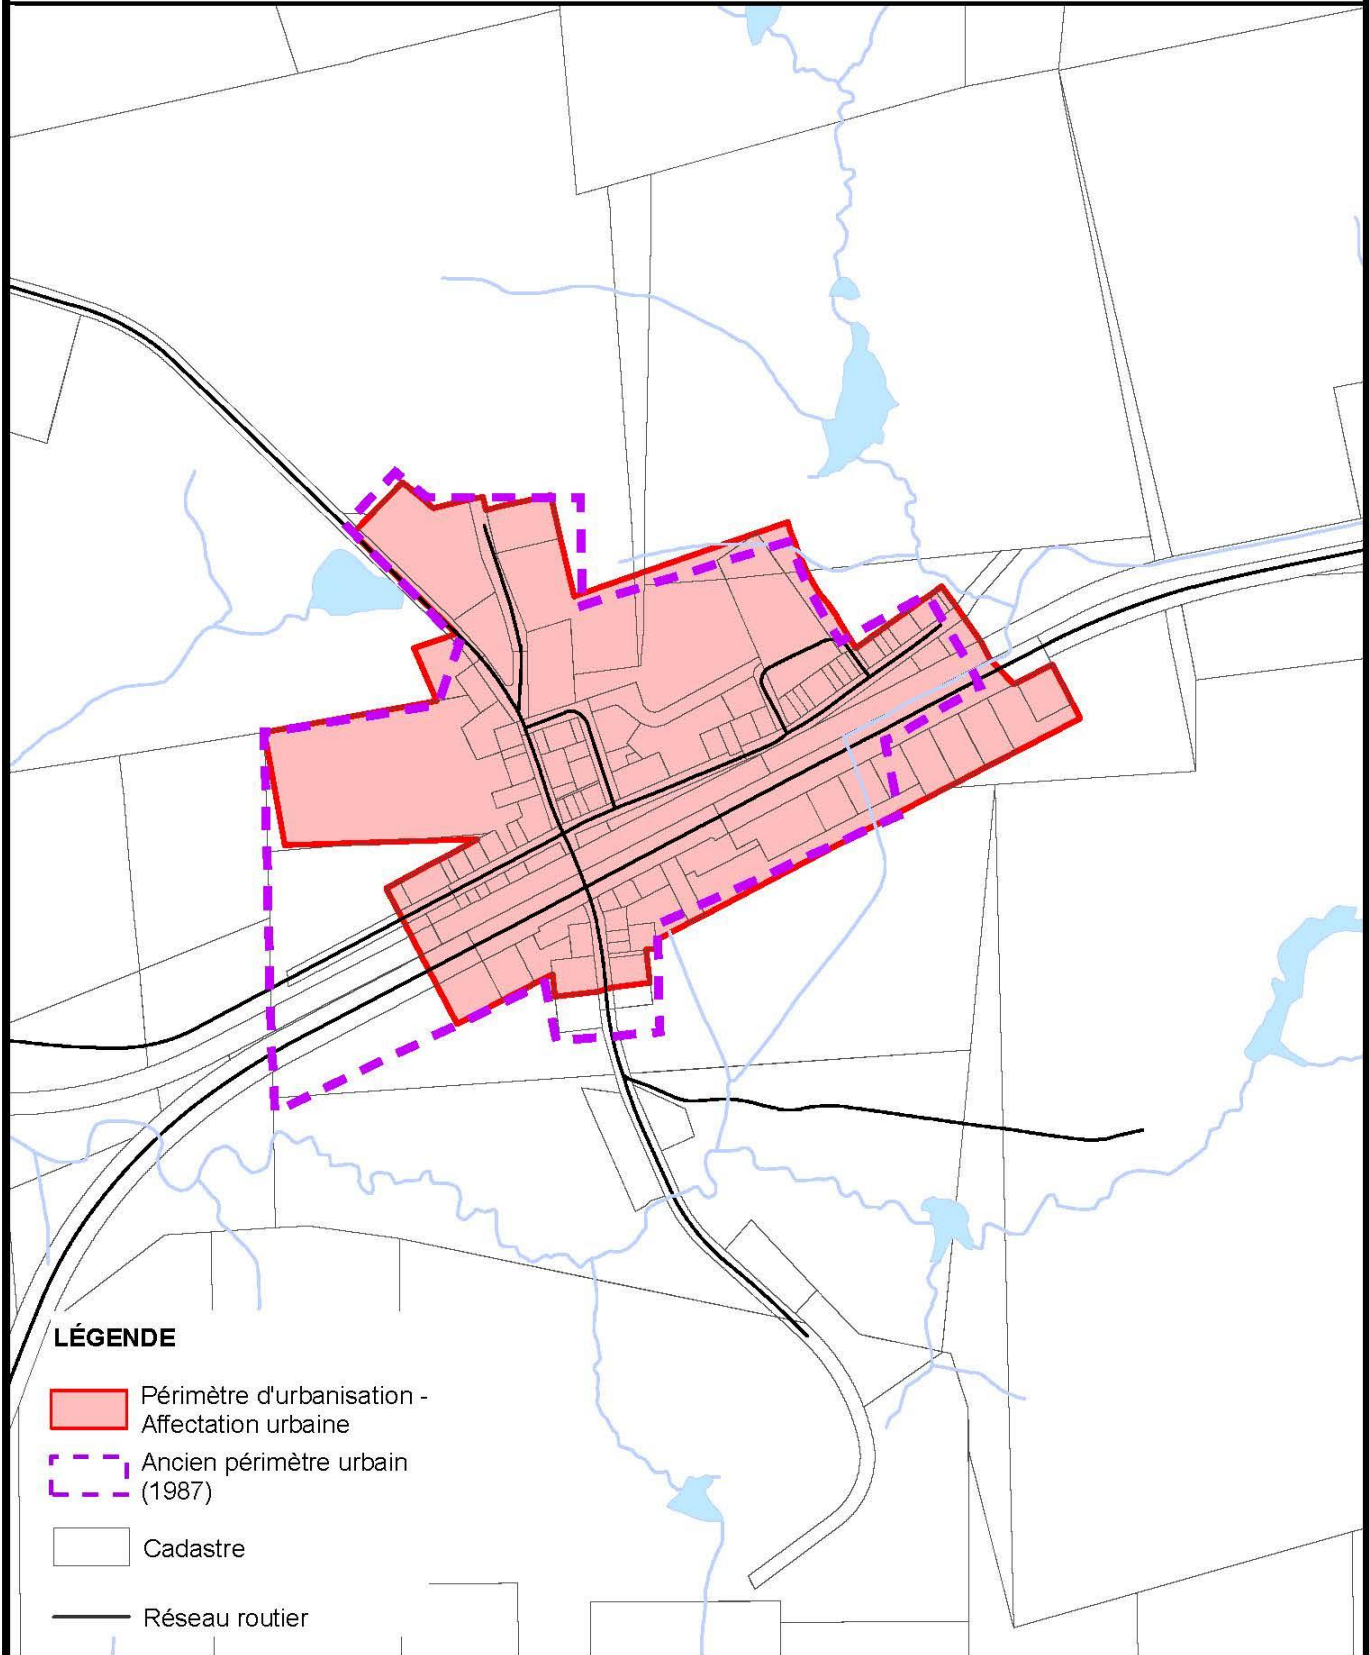 LÉGENDE
Périmètre d'urbanisation -
Affectation urbaine
Ancien périmètre urbain
(1987)
Cadastre
Réseau routier